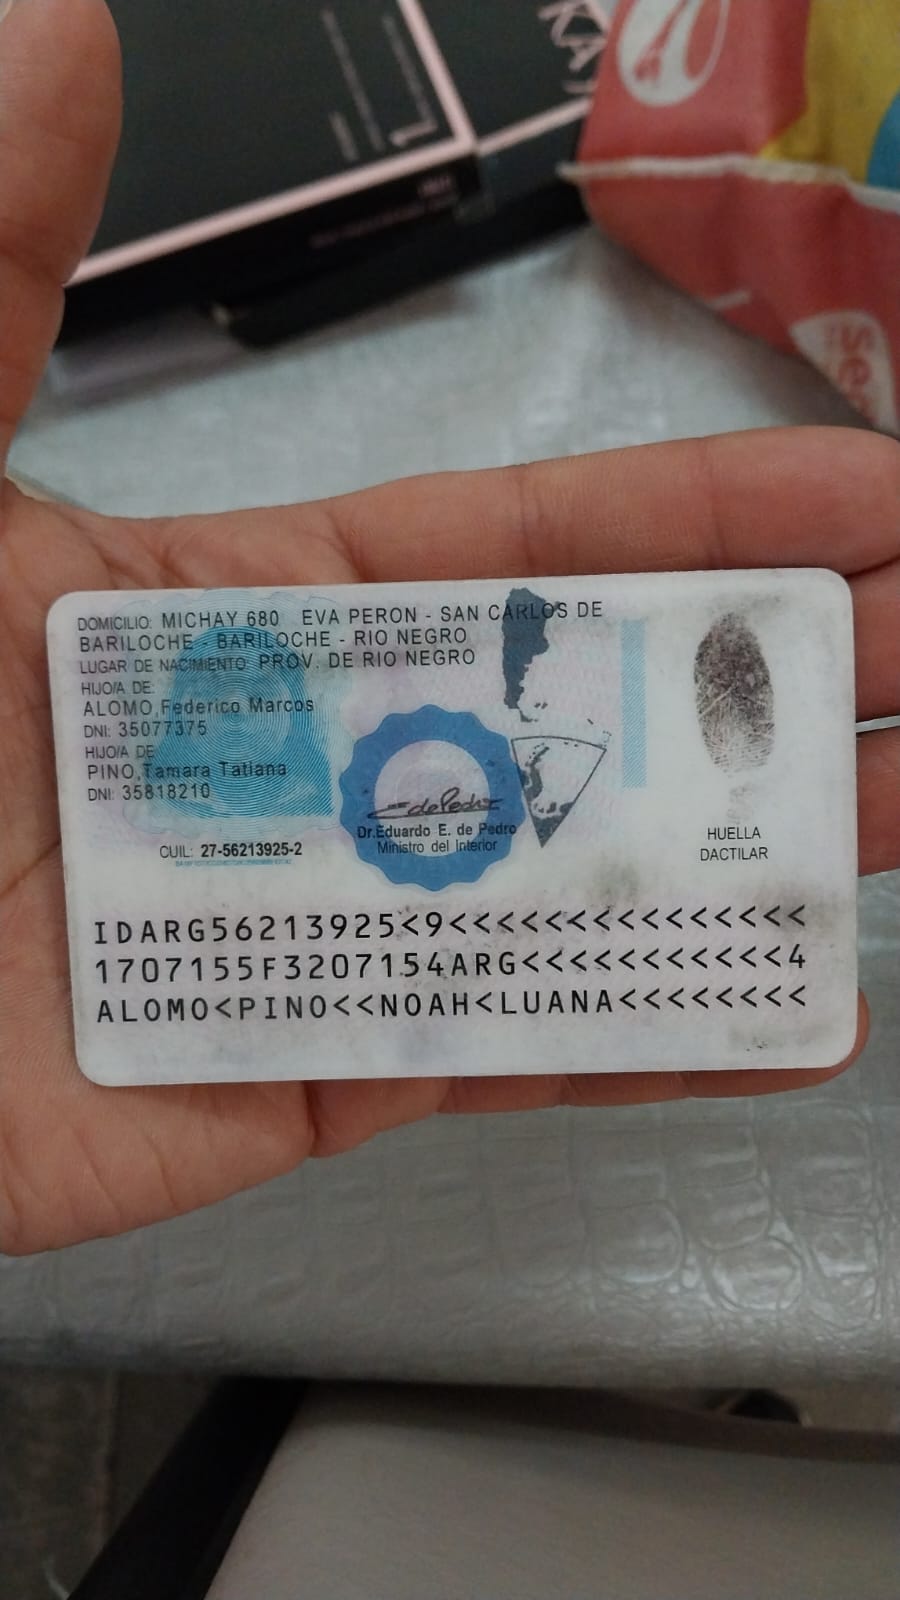 DOMICILIO: MICHAY 680 EVA PERON - SAN CARLOS DE
BARILOCHE - BARILOCHE - RIO NEGRO
LUGAR DE NACIMIENTO: PROV. DE RIO NEGRO
HIJO/A DE:
ALOMO,Federico Marcos
DNI: 35077375
HIJO/A DE
PINO,Tamara Tatiana
DNI: 35818210
Dr.Eduardo E. de Pedro
Ministro del Interior
CUIL: 27-56213925-2
HUELLA
DACTILAR
IDARG56213925<9<<<<<<<<<<<<<<<
1707155F3207154ARG<<<<<<<<<<<4
ALOMO<PINO<<NOAH<LUANA<<<<<<<<